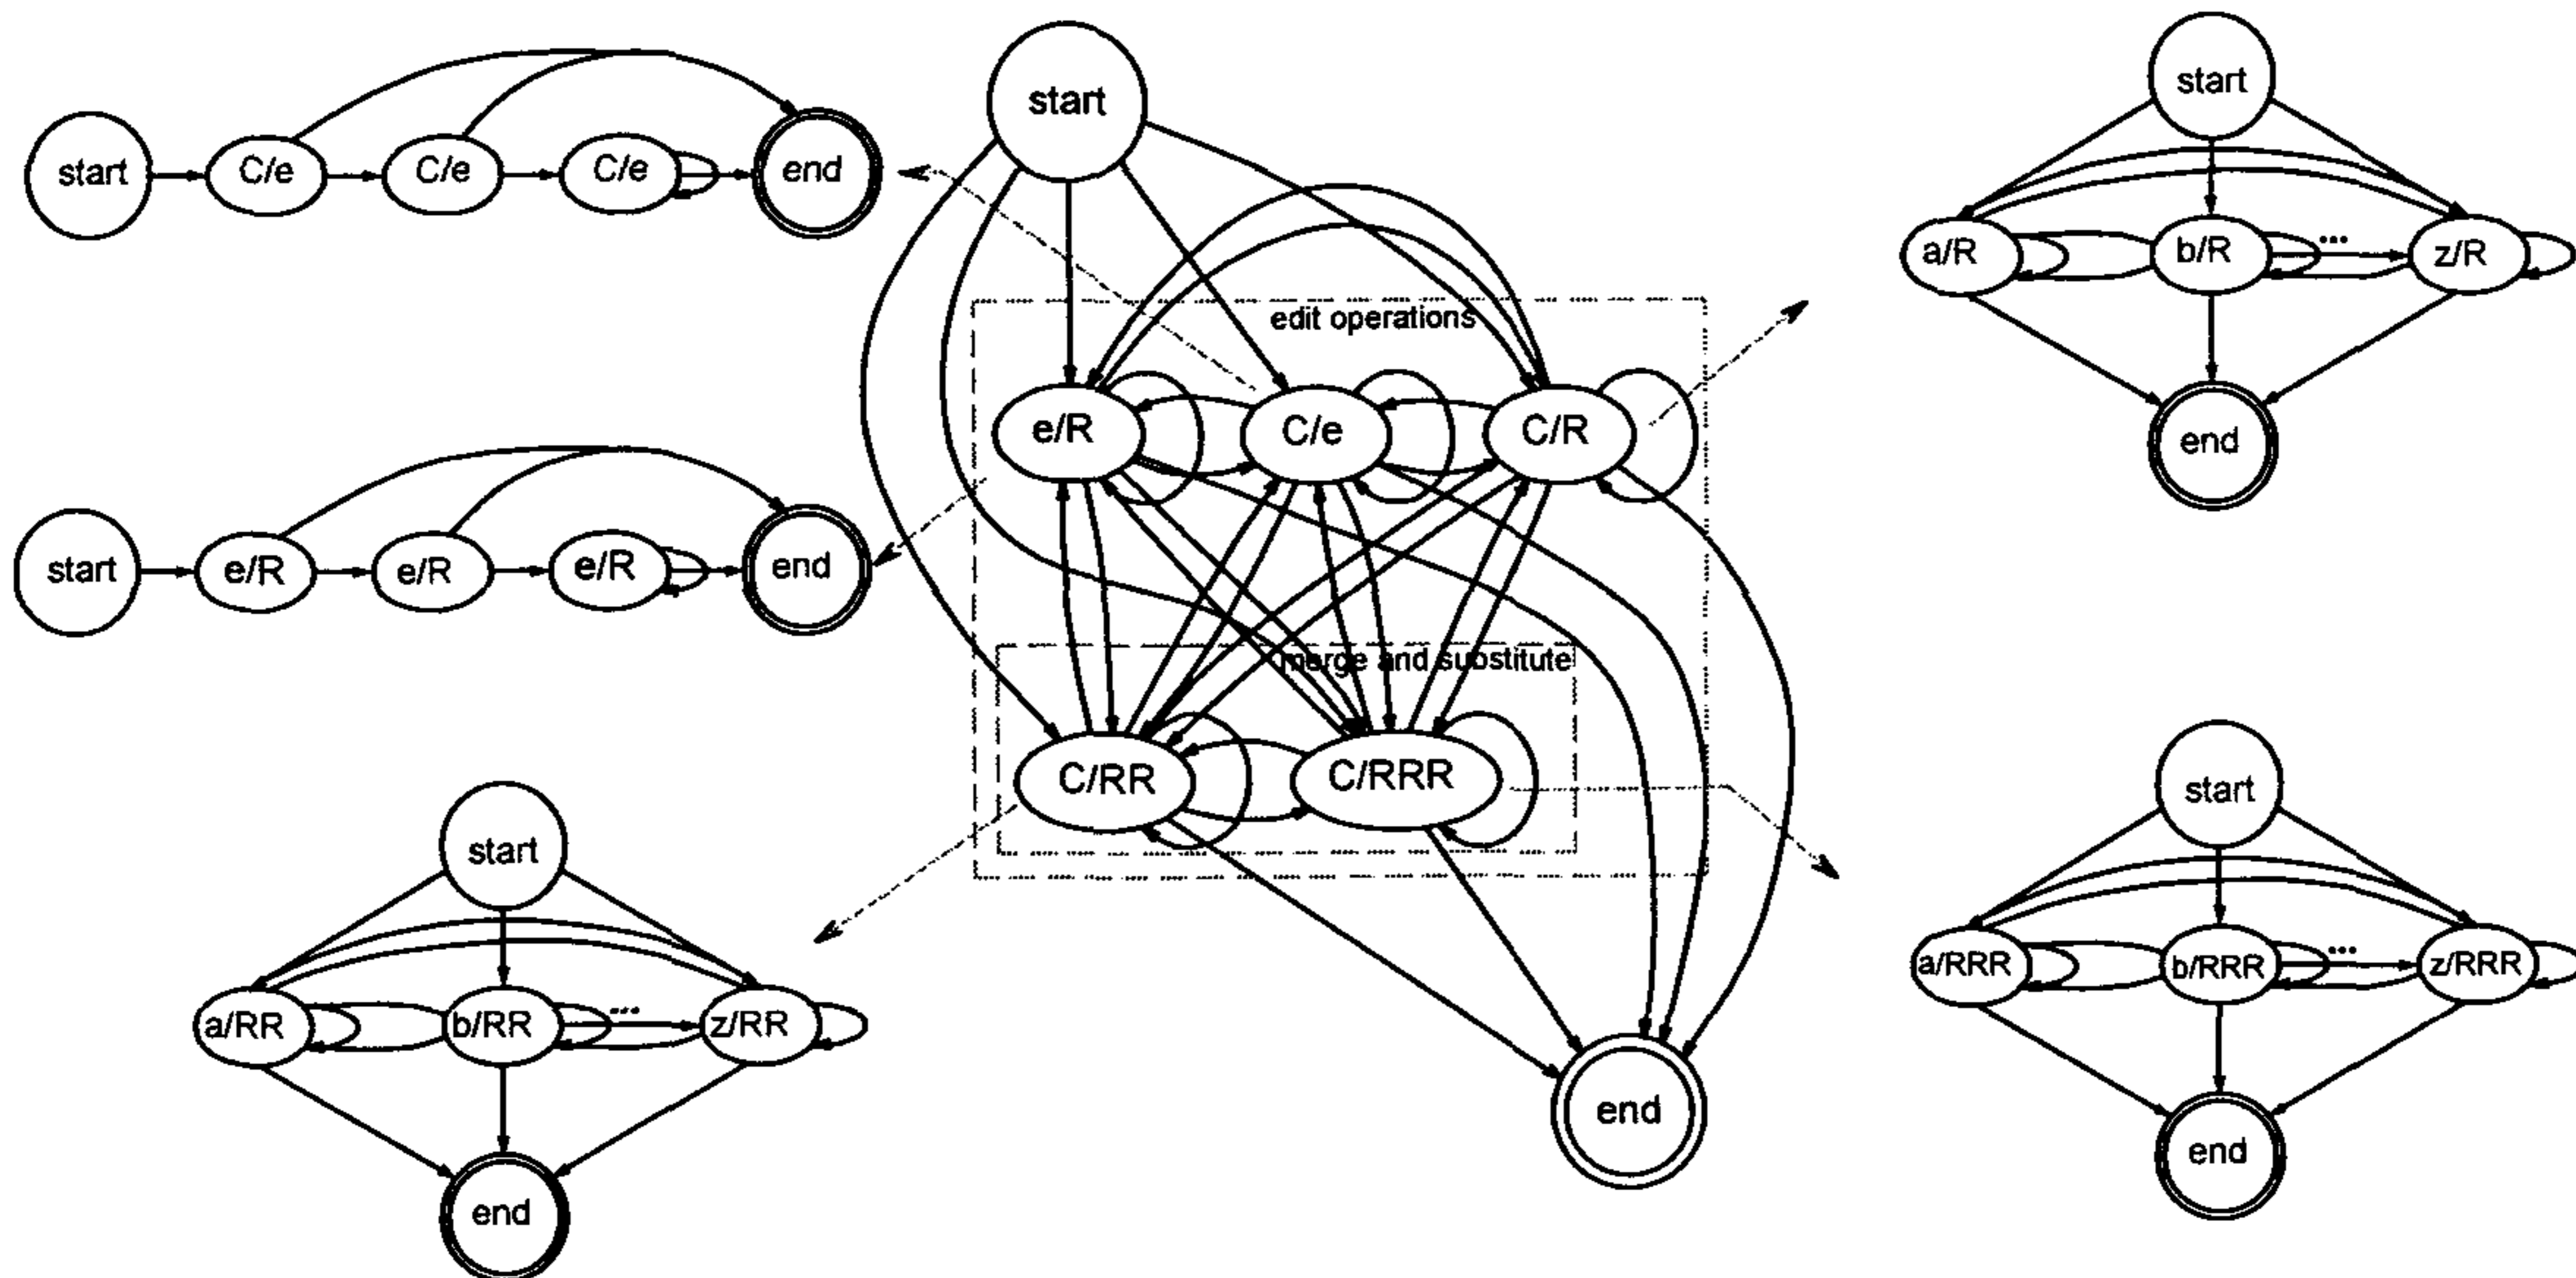 start
C/e
C/e
C/e
end
start
e/R
e/R
e/R
end
start
a/RR
b/RR
...
z/RR
end
start
edit operations
e/R
C/e
C/R
merge and substitute
C/RR
C/RRR
end
start
a/R
b/R
...
z/R
end
start
a/RRR
b/RRR
...
z/RRR
end